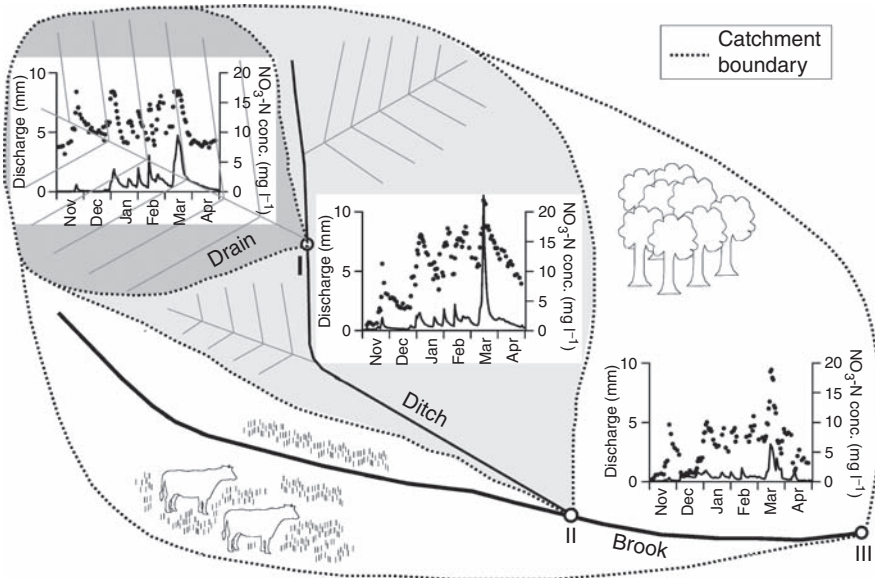 Catchment
boundary
10
5
0
Discharge (mm)
20
15
10
5
0
NO₃-N conc. (mg l⁻¹)
Nov
Dec
Jan
Feb
Mar
Apr
Drain
I
10
5
0
Discharge (mm)
20
15
10
5
0
NO₃-N conc. (mg l⁻¹)
Nov
Dec
Jan
Feb
Mar
Apr
Ditch
10
5
0
Discharge (mm)
20
15
10
5
0
NO₃-N conc. (mg l⁻¹)
Nov
Dec
Jan
Feb
Mar
Apr
II
Brook
III